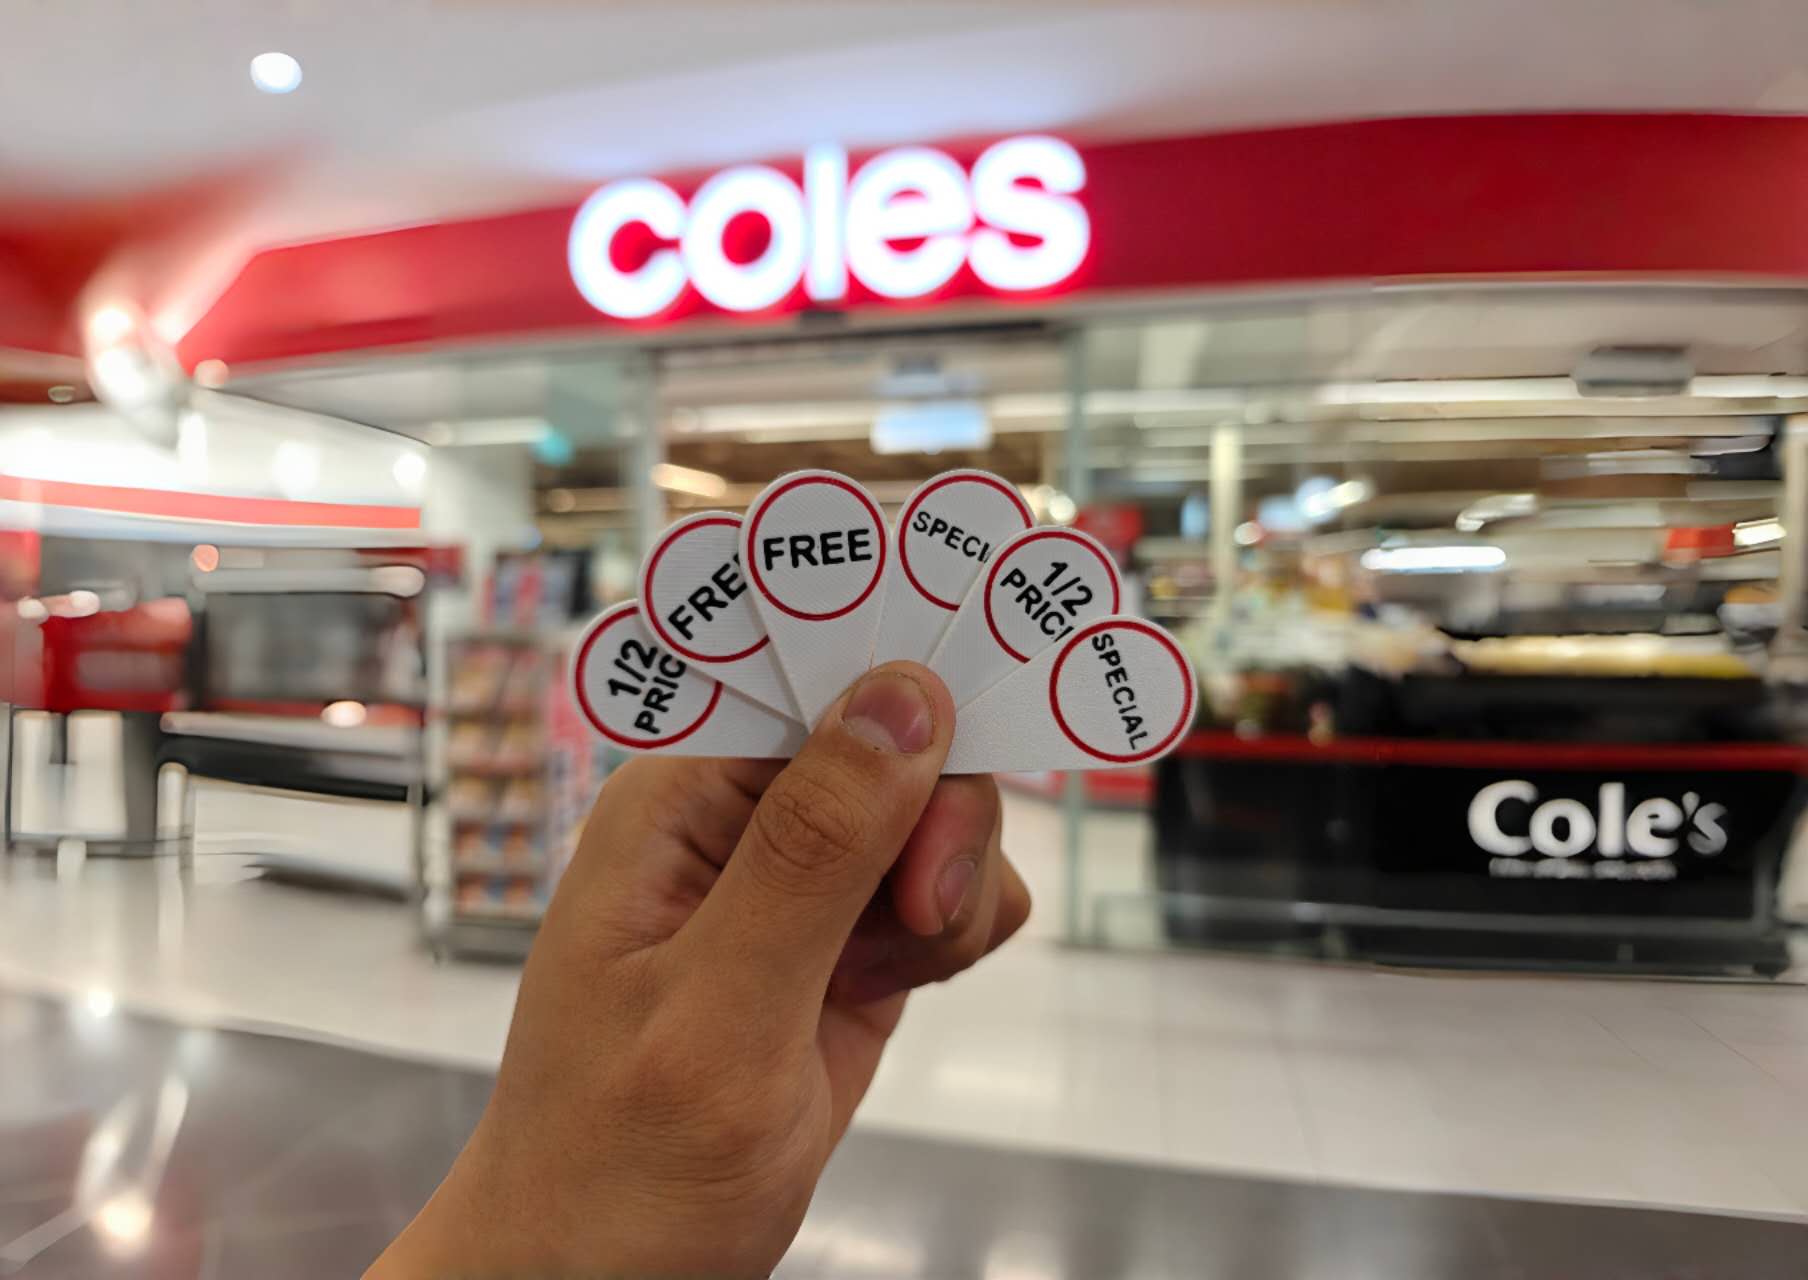 coles
FREE
SPECI
FRE
1/2
PRIC
1/2
PRIC
SPECIAL
Cole's